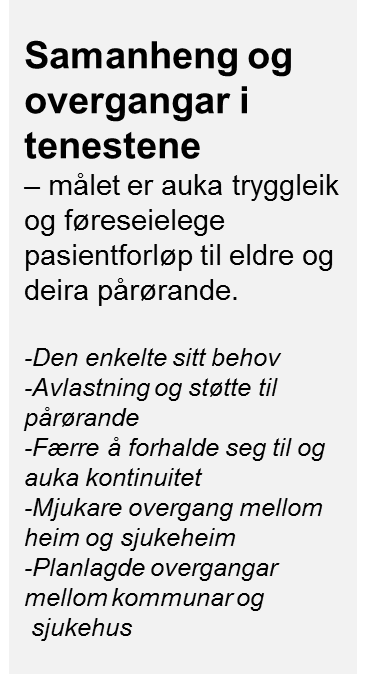 Samanheng og
overgangar i
tenestene
– målet er auka tryggleik
og føreseielege
pasientforløp til eldre og
deira pårørande.
-Den enkelte sitt behov
-Avlastning og støtte til
pårørande
-Færre å forhalde seg til og
auka kontinuitet
-Mjukare overgang mellom
heim og sjukeheim
-Planlagde overgangar
mellom kommunar og
sjukehus